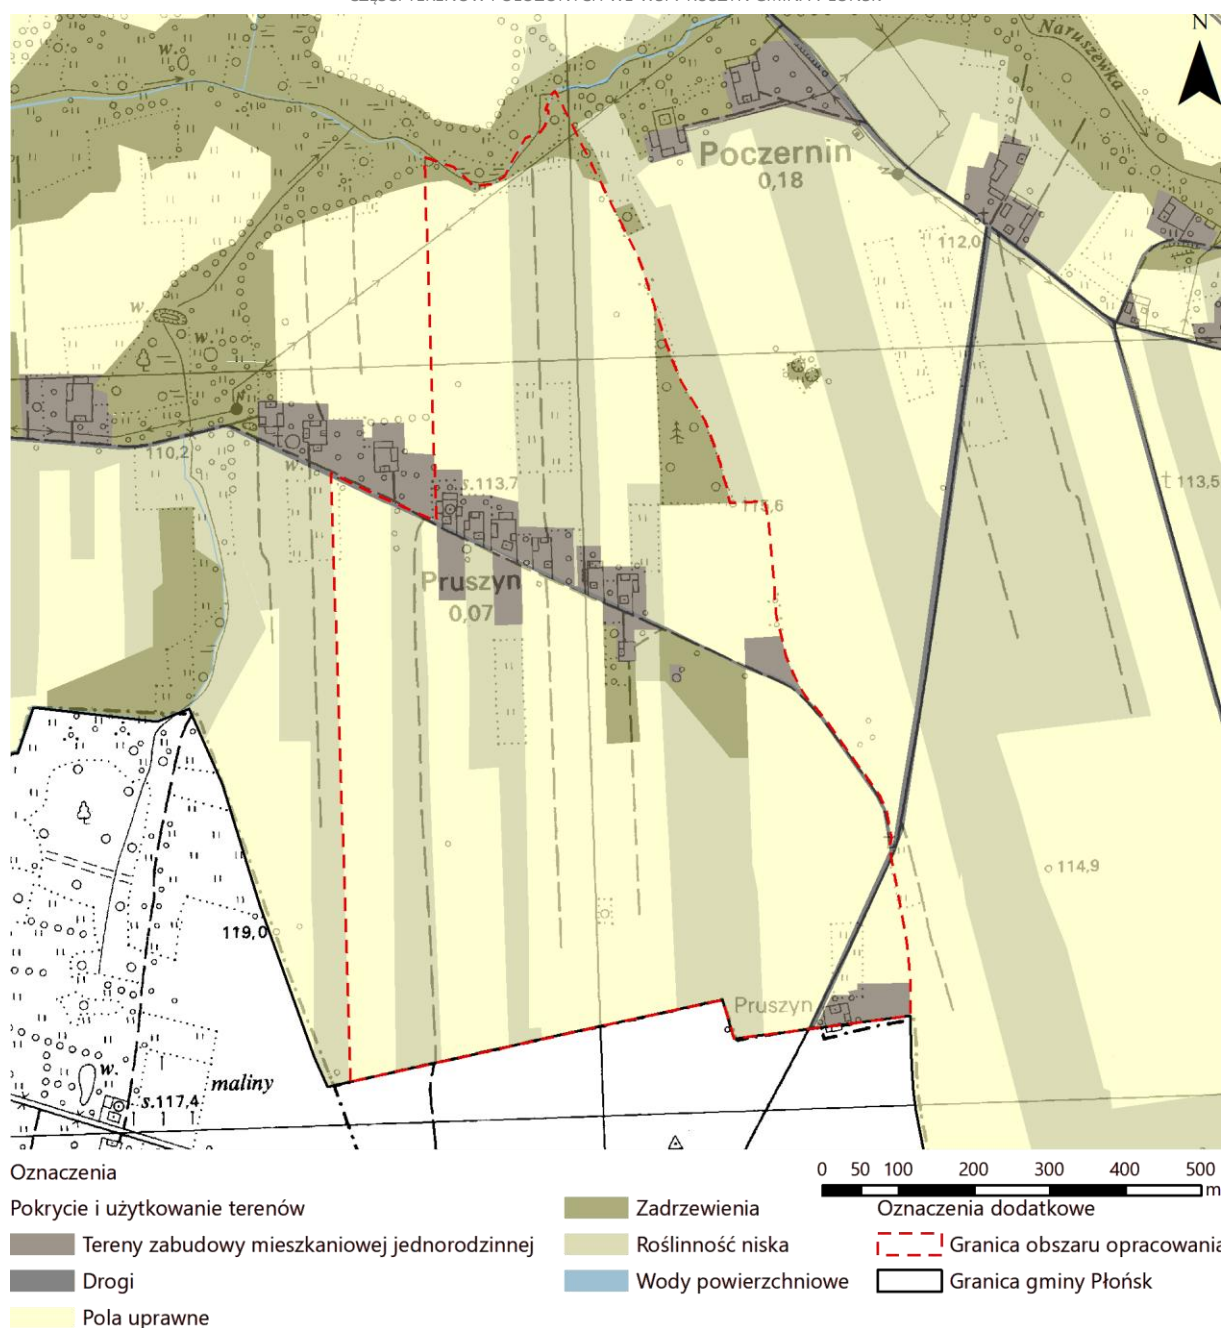 N
w.
Naruszewka
Poczernin
0,18
w.
112,0
w.
N
110,2
w.
s.113,7
113,5
113,6
Pruszyn
0,07
114,9
119,0
Pruszyn
w.
maliny
s.117,4
Oznaczenia
0 50 100 200 300 400 500
m
Pokrycie i użytkowanie terenów
Zadrzewienia
Oznaczenia dodatkowe
Tereny zabudowy mieszkaniowej jednorodzinnej
Roślinność niska
Granica obszaru opracowania
Drogi
Wody powierzchniowe
Granica gminy Płońsk
Pola uprawne